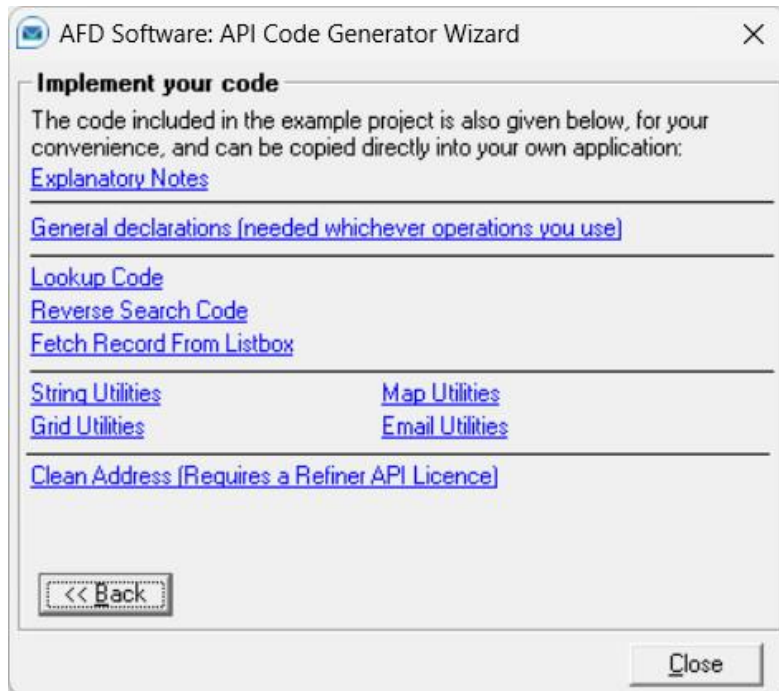 AFD Software: API Code Generator Wizard
Implement your code
The code included in the example project is also given below, for your
convenience, and can be copied directly into your own application:
Explanatory Notes
General declarations (needed whichever operations you use)
Lookup Code
Reverse Search Code
Fetch Record From Listbox
String Utilities
Map Utilities
Grid Utilities
Email Utilities
Clean Address (Requires a Refiner API Licence)
<< Back
Close